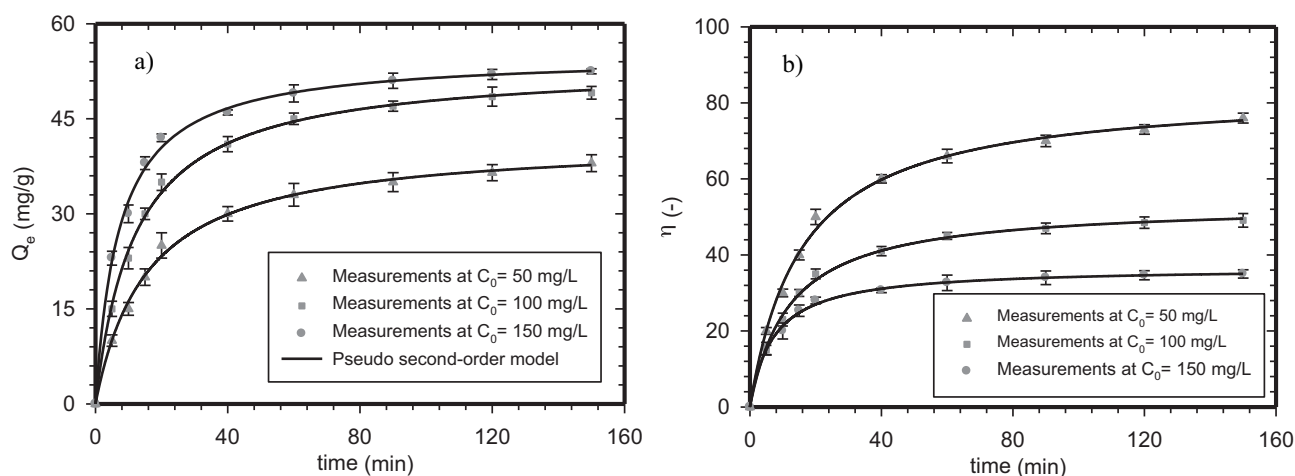 a)
60
45
30
15
0
Qe (mg/g)
Measurements at C0= 50 mg/L
Measurements at C0= 100 mg/L
Measurements at C0= 150 mg/L
Pseudo second-order model
0 40 80 120 160
time (min)
b)
100
80
60
40
20
0
η (-)
Measurements at C0= 50 mg/L
Measurements at C0= 100 mg/L
Measurements at C0= 150 mg/L
0 40 80 120 160
time (min)